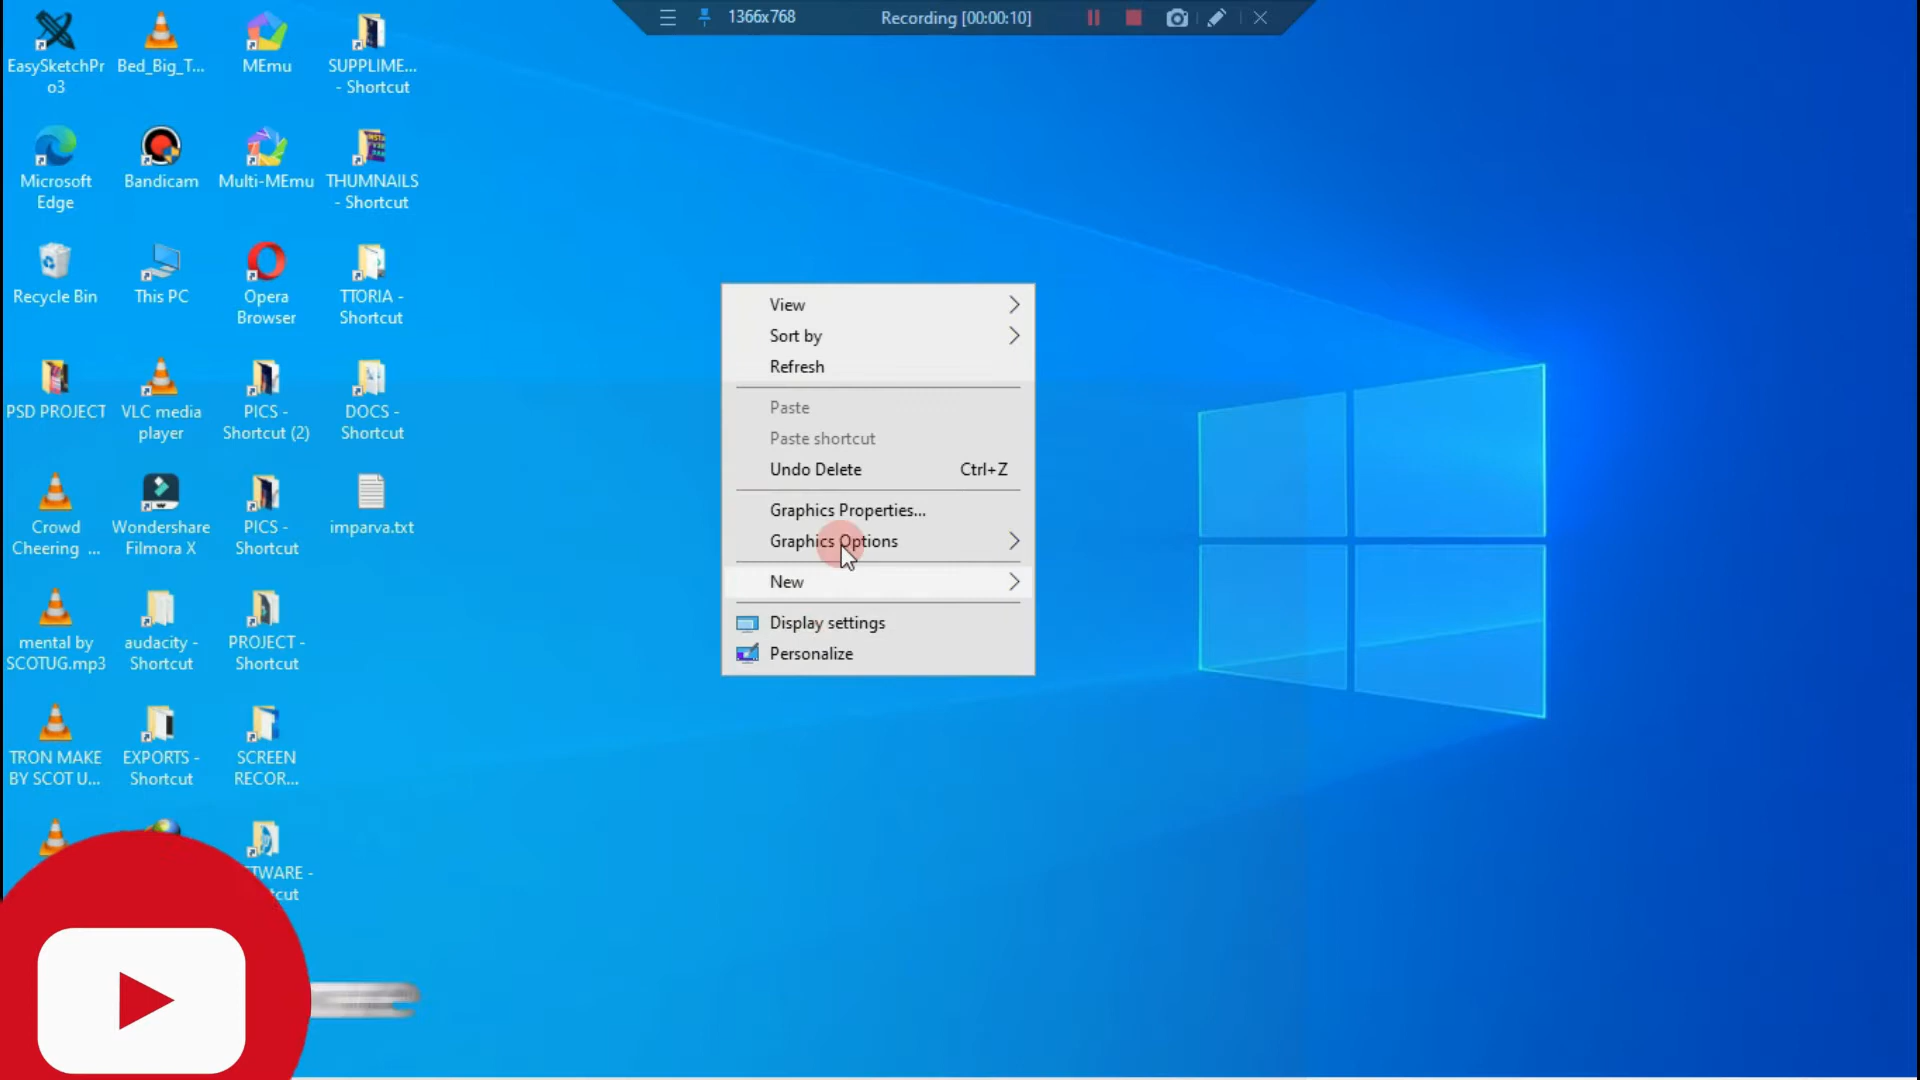 1366x768
Recording [00:00:10]
EasySketchPr
o3
Bed_Big_T...
MEmu
SUPPLIME...
- Shortcut
Microsoft
Edge
Bandicam
Multi-MEmu
THUMNAILS
- Shortcut
Recycle Bin
This PC
Opera
Browser
TTORIA -
Shortcut
PSD PROJECT
VLC media
player
PICS -
Shortcut (2)
DOCS -
Shortcut
Crowd
Cheering ...
Wondershare
Filmora X
PICS -
Shortcut
imparva.txt
mental by
SCOTUG.mp3
audacity -
Shortcut
PROJECT -
Shortcut
TRON MAKE
BY SCOT U...
EXPORTS -
Shortcut
SCREEN
RECOR...
TWARE -
cut
View
Sort by
Refresh
Paste
Paste shortcut
Undo Delete Ctrl+Z
Graphics Properties...
Graphics Options
New
Display settings
Personalize